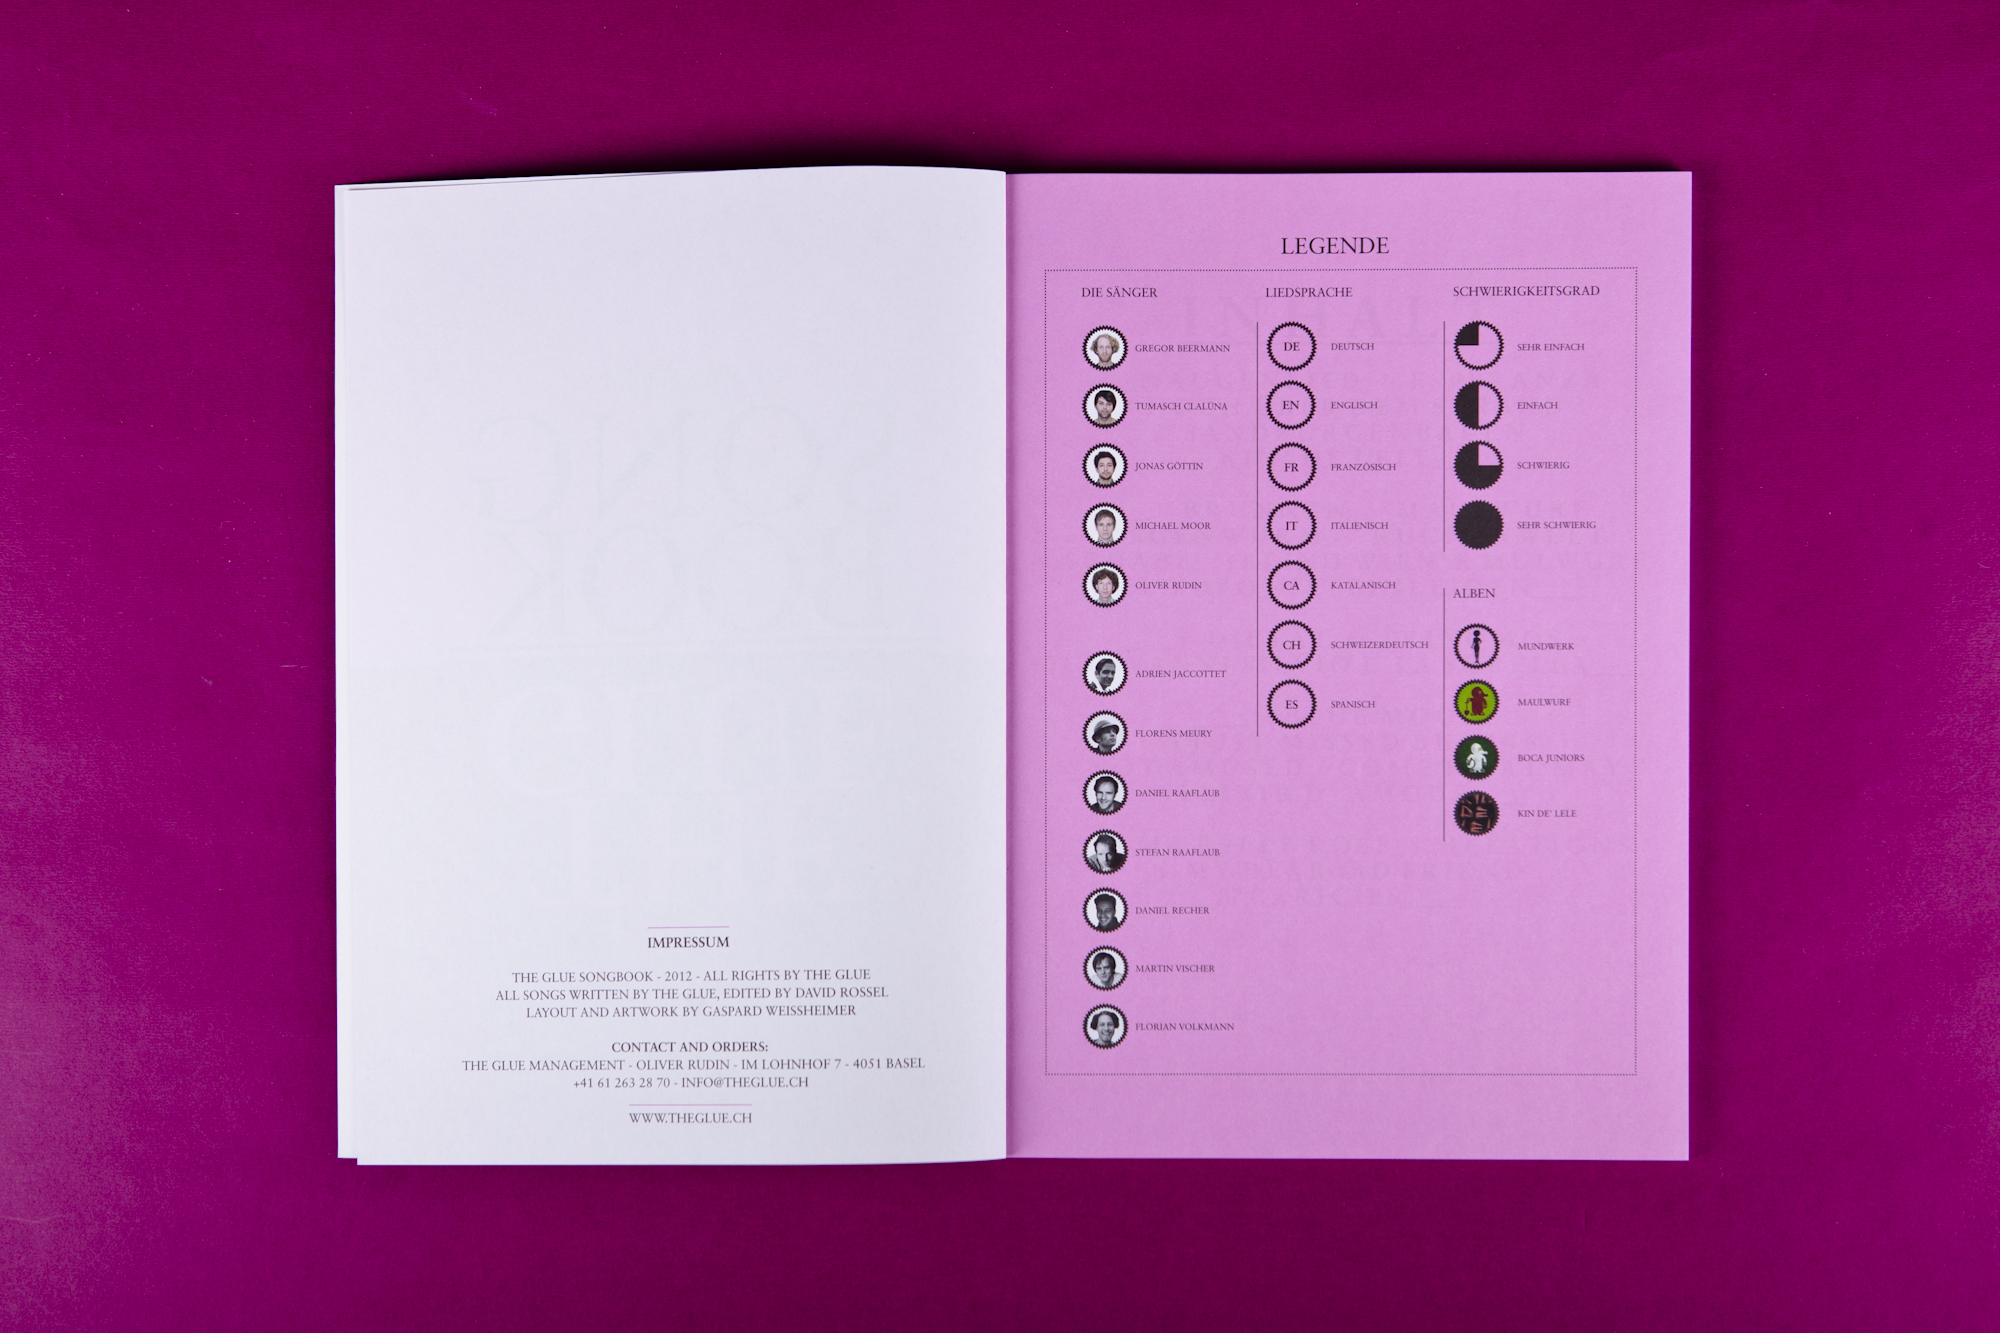 IMPRESSUM
THE GLUE SONGBOOK - 2012 - ALL RIGHTS BY THE GLUE
ALL SONGS WRITTEN BY THE GLUE, EDITED BY DAVID ROSSEL
LAYOUT AND ARTWORK BY GASPARD WEISSHEIMER
CONTACT AND ORDERS:
THE GLUE MANAGEMENT - OLIVER RUDIN - IM LOHNHOF 7 - 4051 BASEL
+41 61 263 28 70 - INFO@THEGLUE.CH
WWW.THEGLUE.CH
LEGENDE
DIE SÄNGER
GREGOR BEERMANN
TUMASCH CLALÜNA
JONAS GÖTTIN
MICHAEL MOOR
OLIVER RUDIN
ADRIEN JACCOTTET
FLORENS MEURY
DANIEL RAAFLAUB
STEFAN RAAFLAUB
DANIEL RECHER
MARTIN VISCHER
FLORIAN VOLKMANN
LIEDSPRACHE
DE DEUTSCH
EN ENGLISCH
FR FRANZÖSISCH
IT ITALIENISCH
CA KATALANISCH
CH SCHWEIZERDEUTSCH
ES SPANISCH
SCHWIERIGKEITSGRAD
SEHR EINFACH
EINFACH
SCHWIERIG
SEHR SCHWIERIG
ALBEN
MUNDWERK
MAULWURF
BOCA JUNIORS
KIN DE' LELE